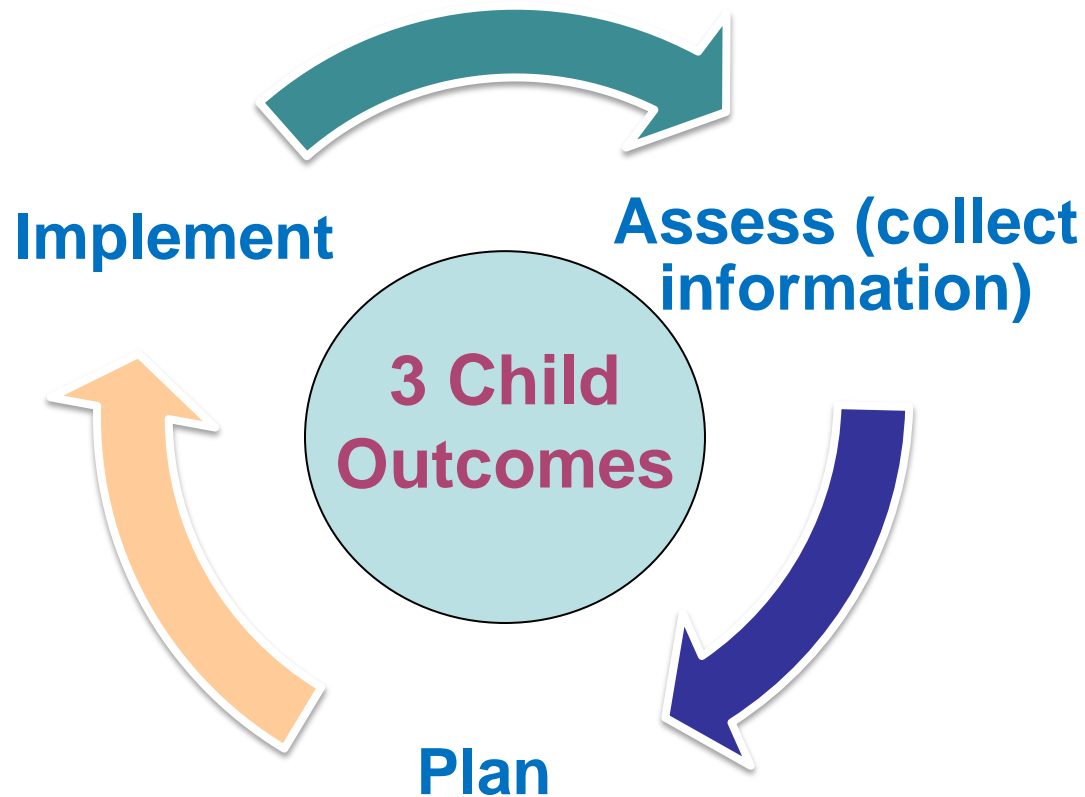 Implement
Assess (collect
information)
3 Child
Outcomes
Plan